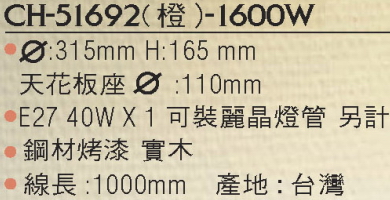 CH-51692(橙)-1600W
•Ø:315mm H:165 mm
天花板座 Ø :110mm
•E27 40W X 1 可裝麗晶燈管 另計
•鋼材烤漆 實木
•線長:1000mm 產地:台灣